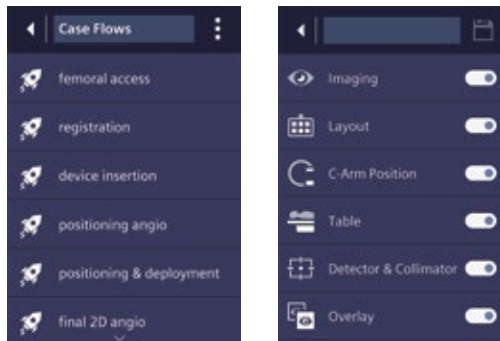 Case Flows
femoral access
registration
device insertion
positioning angio
positioning & deployment
final 2D angio
Imaging
Layout
C-Arm Position
Table
Detector & Collimator
Overlay